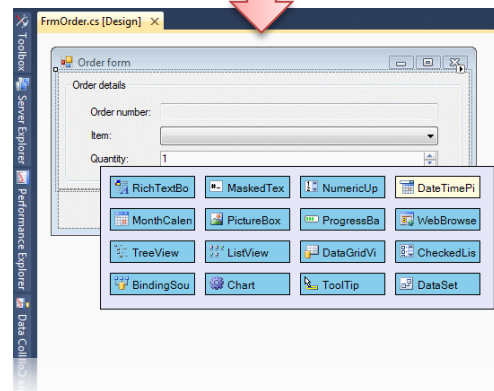 FrmOrder.cs [Design] ×
Toolbox
Server Explorer
Performance Explorer
Data Coll
Order form
Order details
Order number:
Item:
Quantity: 1
RichTextBo MaskedTex NumericUp DateTimePi
MonthCalen PictureBox ProgressBa WebBrowse
TreeView ListView DataGridVi CheckedLis
BindingSou Chart ToolTip DataSet